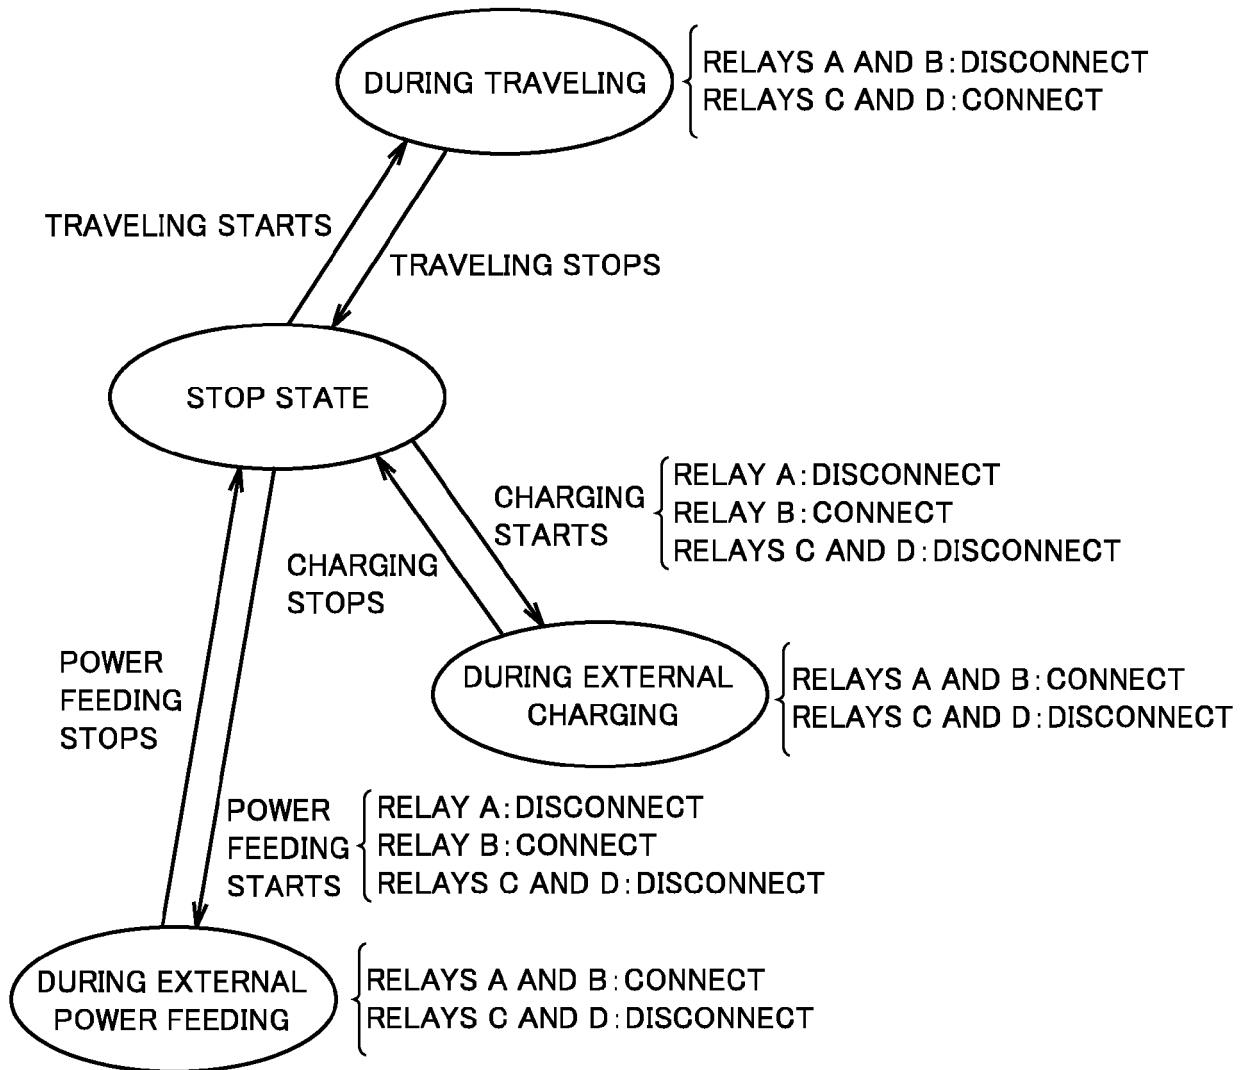 DURING TRAVELING
RELAYS A AND B:DISCONNECT
RELAYS C AND D:CONNECT
TRAVELING STARTS
TRAVELING STOPS
STOP STATE
CHARGING
STARTS
RELAY A:DISCONNECT
RELAY B:CONNECT
RELAYS C AND D:DISCONNECT
CHARGING
STOPS
POWER
FEEDING
STOPS
DURING EXTERNAL
CHARGING
RELAYS A AND B:CONNECT
RELAYS C AND D:DISCONNECT
POWER
FEEDING
STARTS
RELAY A:DISCONNECT
RELAY B:CONNECT
RELAYS C AND D:DISCONNECT
DURING EXTERNAL
POWER FEEDING
RELAYS A AND B:CONNECT
RELAYS C AND D:DISCONNECT